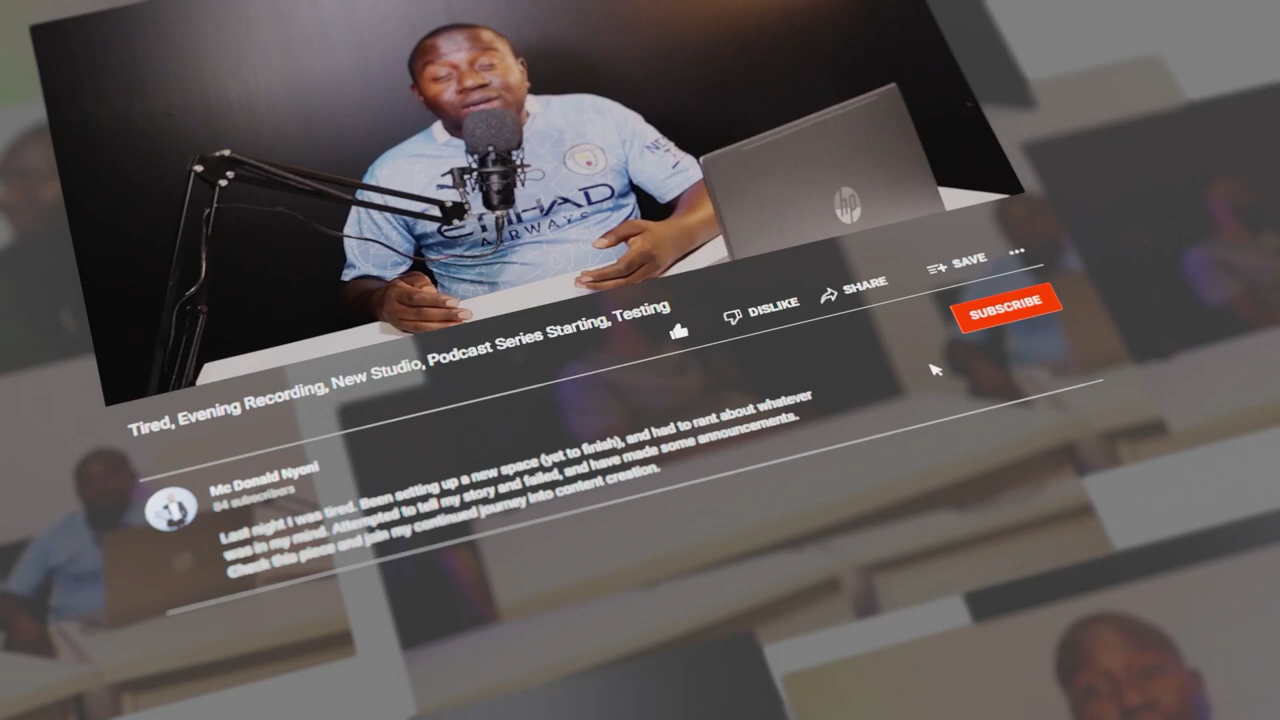 ETIHAD
AIRWAYS
NE
hp
Tired, Evening Recording, New Studio, Podcast Series Starting, Testing
DISLIKE
SHARE
SAVE
SUBSCRIBE
Mc Donald Nyoni
64 subscribers
Last night I was tired. Been setting up a new space (yet to finish), and had to rant about whatever
was in my mind. Attempted to tell my story and failed, and have made some announcements.
Check this piece and join my continued journey into content creation.